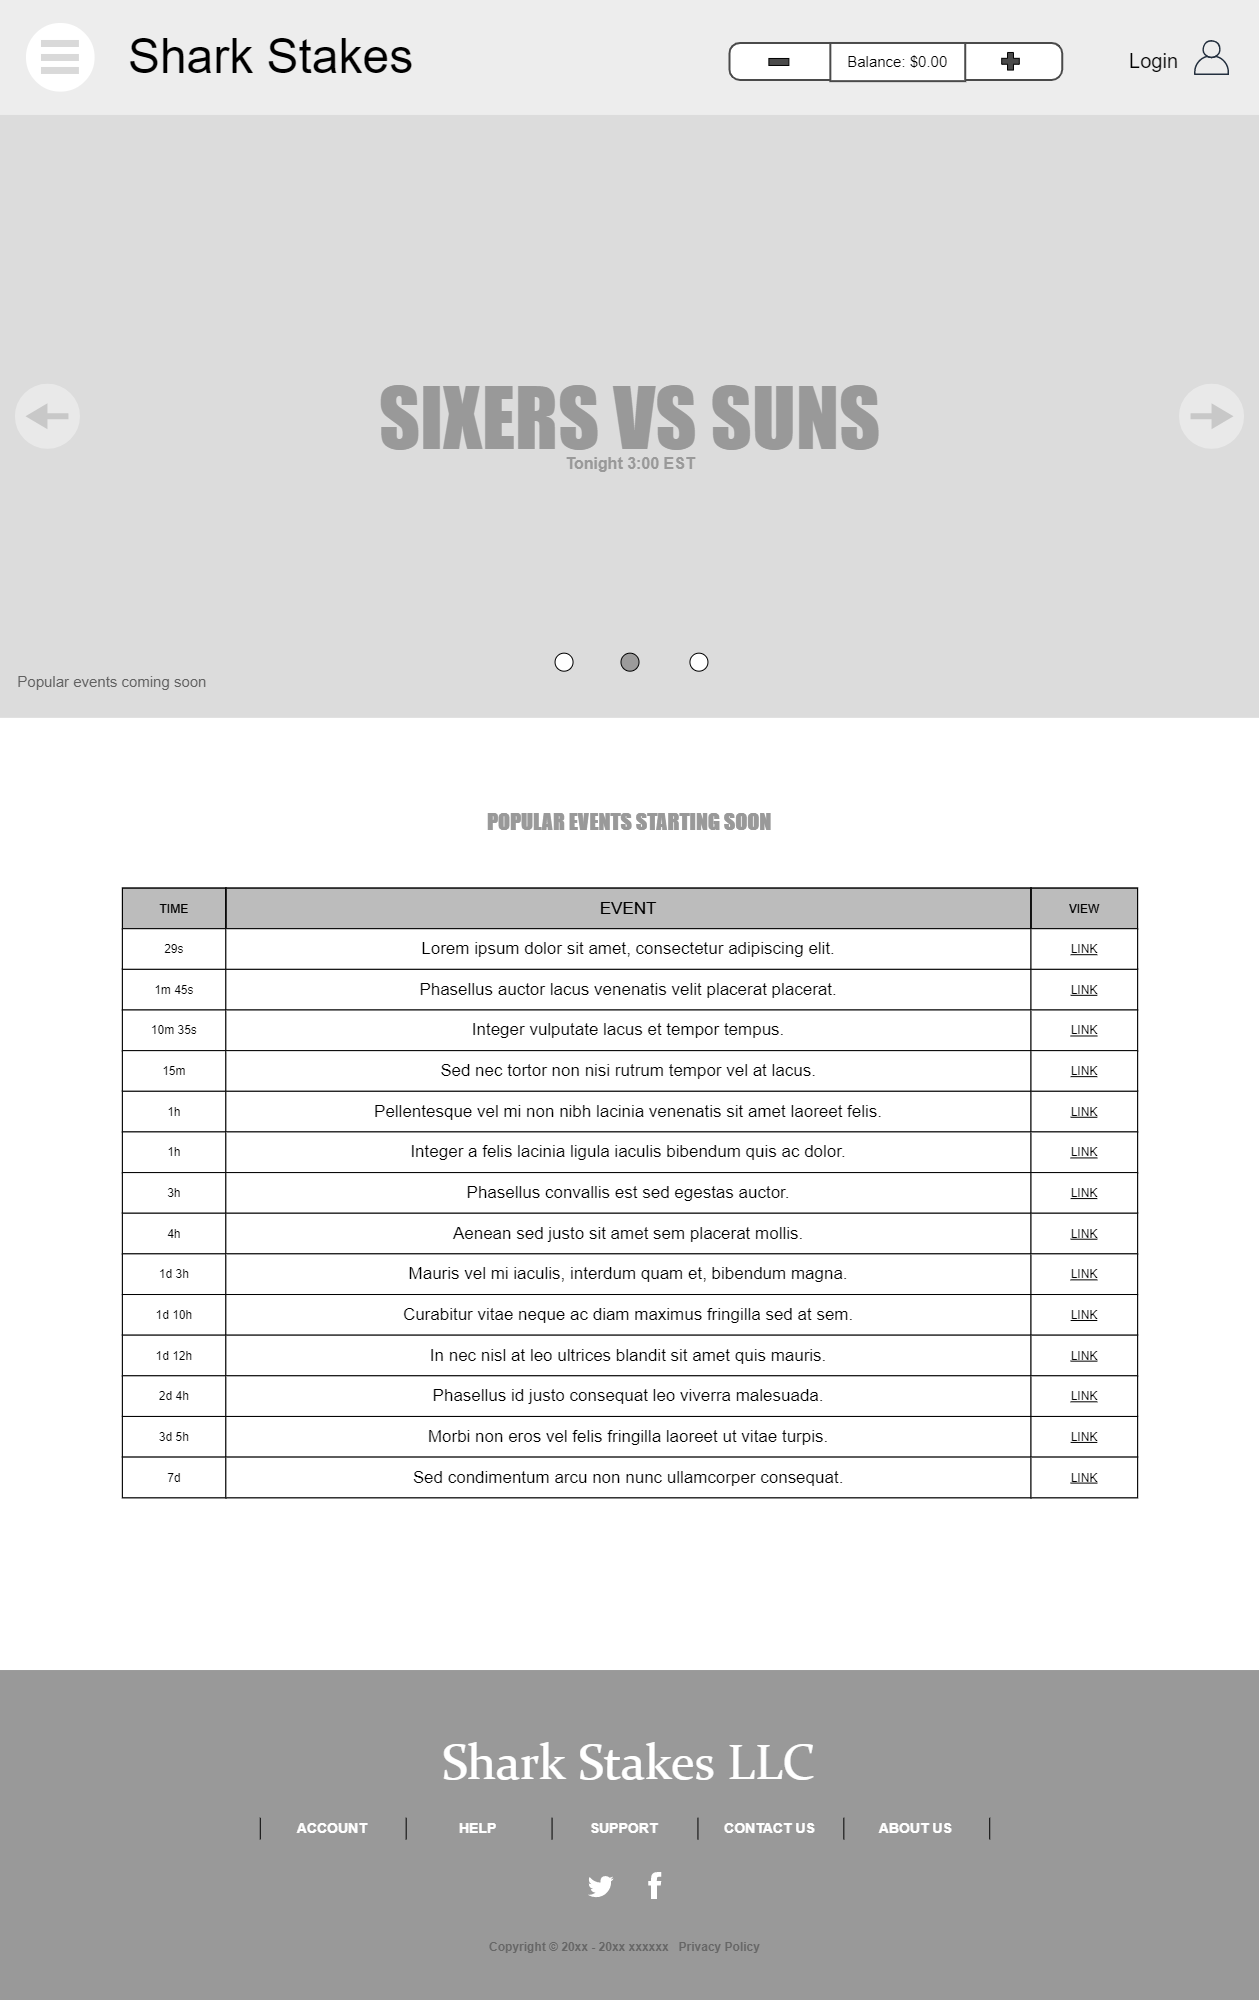 Shark Stakes
Balance: $0.00
Login
SIXERS VS SUNS
Tonight 3:00 EST
Popular events coming soon
POPULAR EVENTS STARTING SOON
TIME EVENT VIEW
29s Lorem ipsum dolor sit amet, consectetur adipiscing elit. LINK
1m 45s Phasellus auctor lacus venenatis velit placerat placerat. LINK
10m 35s Integer vulputate lacus et tempor tempus. LINK
15m Sed nec tortor non nisi rutrum tempor vel at lacus. LINK
1h Pellentesque vel mi non nibh lacinia venenatis sit amet laoreet felis. LINK
1h Integer a felis lacinia ligula iaculis bibendum quis ac dolor. LINK
3h Phasellus convallis est sed egestas auctor. LINK
4h Aenean sed justo sit amet sem placerat mollis. LINK
1d 3h Mauris vel mi iaculis, interdum quam et, bibendum magna. LINK
1d 10h Curabitur vitae neque ac diam maximus fringilla sed at sem. LINK
1d 12h In nec nisl at leo ultrices blandit sit amet quis mauris. LINK
2d 4h Phasellus id justo consequat leo viverra malesuada. LINK
3d 5h Morbi non eros vel felis fringilla laoreet ut vitae turpis. LINK
7d Sed condimentum arcu non nunc ullamcorper consequat. LINK
Shark Stakes LLC
ACCOUNT HELP SUPPORT CONTACT US ABOUT US
Copyright © 20xx - 20xx xxxxxx Privacy Policy